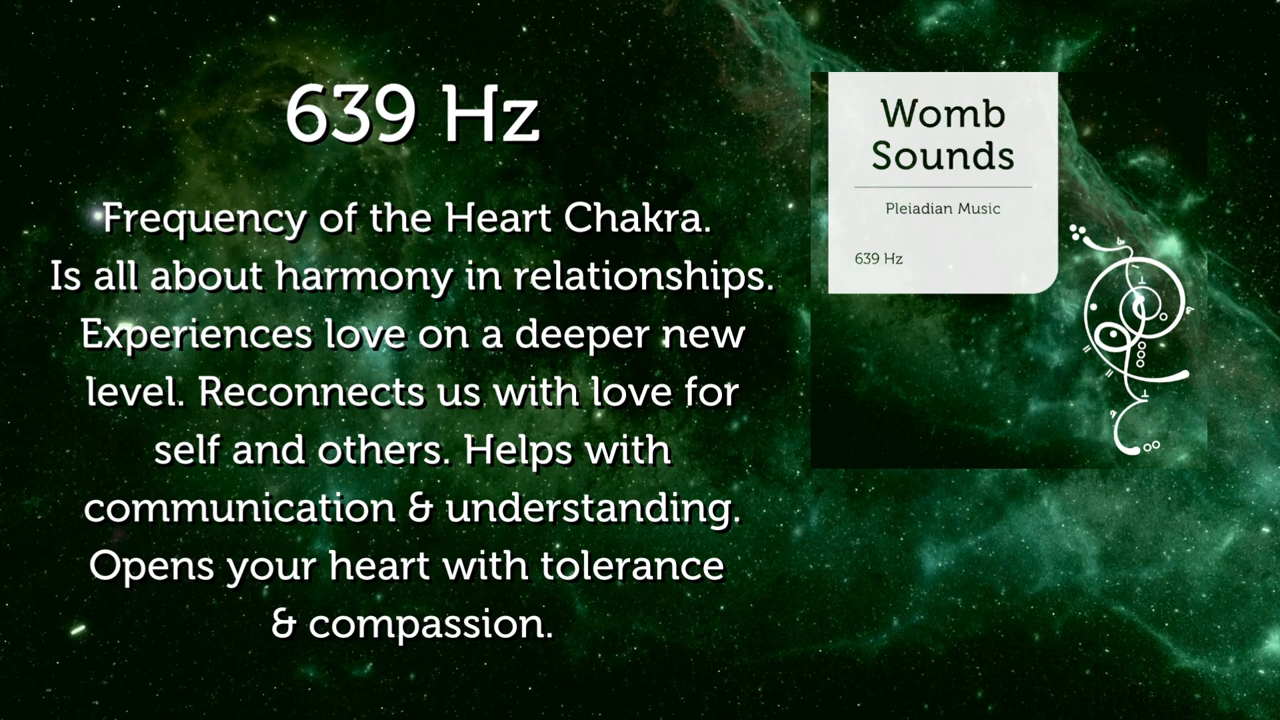 639 Hz
Frequency of the Heart Chakra.
Is all about harmony in relationships.
Experiences love on a deeper new
level. Reconnects us with love for
self and others. Helps with
communication & understanding.
Opens your heart with tolerance
& compassion.
Womb
Sounds
Pleiadian Music
639 Hz